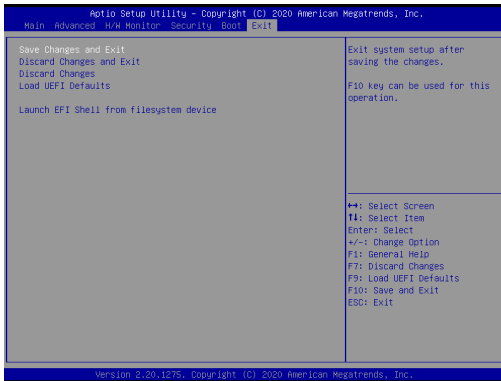 Aptio Setup Utility – Copyright (C) 2020 American Megatrends, Inc.
Main Advanced H/W Monitor Security Boot Exit
Save Changes and Exit
Discard Changes and Exit
Discard Changes
Load UEFI Defaults
Launch EFI Shell from filesystem device
Exit system setup after
saving the changes.
F10 key can be used for this
operation.
↔: Select Screen
↑↓: Select Item
Enter: Select
+/-: Change Option
F1: General Help
F7: Discard Changes
F9: Load UEFI Defaults
F10: Save and Exit
ESC: Exit
Version 2.20.1275. Copyright (C) 2020 American Megatrends, Inc.